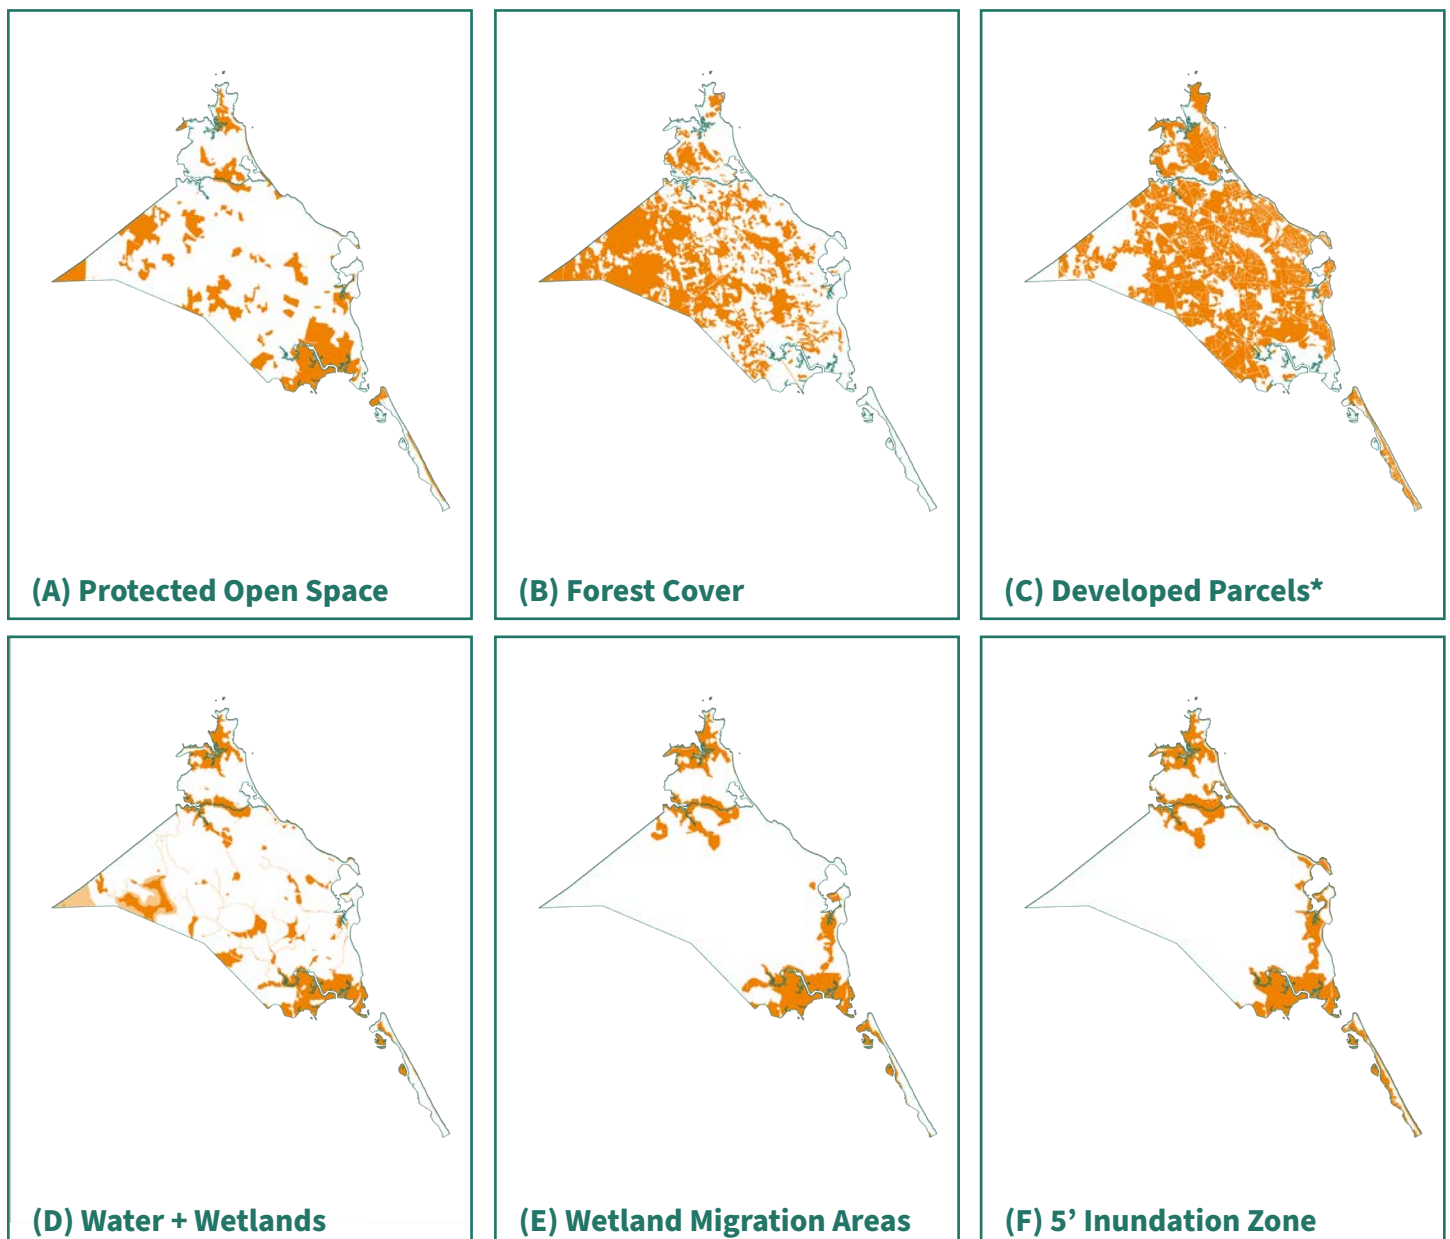 (A) Protected Open Space
(B) Forest Cover
(C) Developed Parcels*
(D) Water + Wetlands
(E) Wetland Migration Areas
(F) 5’ Inundation Zone